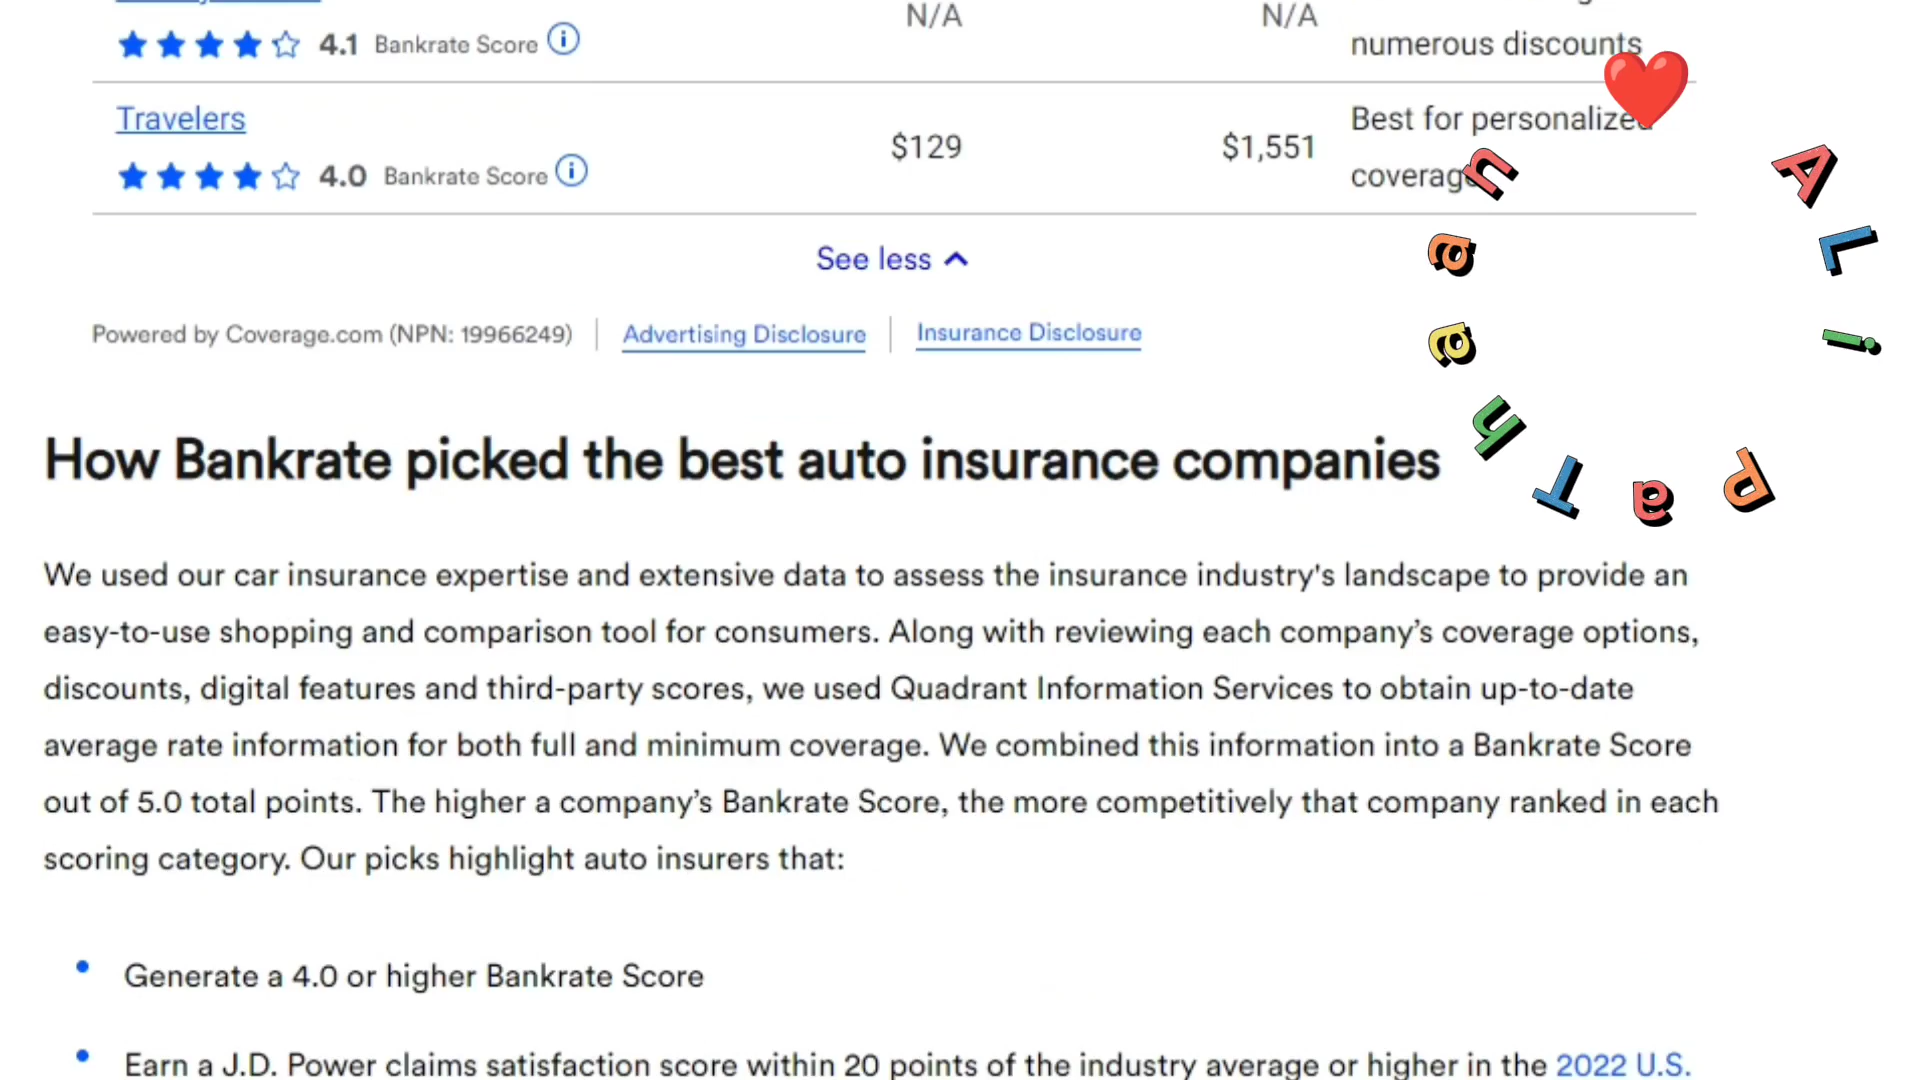 N/A N/A
4.1 Bankrate Score numerous discounts
Travelers
$129 $1,551
Best for personalized
4.0 Bankrate Score coverage
See less
Powered by Coverage.com (NPN: 19966249) Advertising Disclosure Insurance Disclosure
ALi PaThaan
How Bankrate picked the best auto insurance companies
We used our car insurance expertise and extensive data to assess the insurance industry's landscape to provide an
easy-to-use shopping and comparison tool for consumers. Along with reviewing each company's coverage options,
discounts, digital features and third-party scores, we used Quadrant Information Services to obtain up-to-date
average rate information for both full and minimum coverage. We combined this information into a Bankrate Score
out of 5.0 total points. The higher a company's Bankrate Score, the more competitively that company ranked in each
scoring category. Our picks highlight auto insurers that:
Generate a 4.0 or higher Bankrate Score
Earn a J.D. Power claims satisfaction score within 20 points of the industry average or higher in the 2022 U.S.